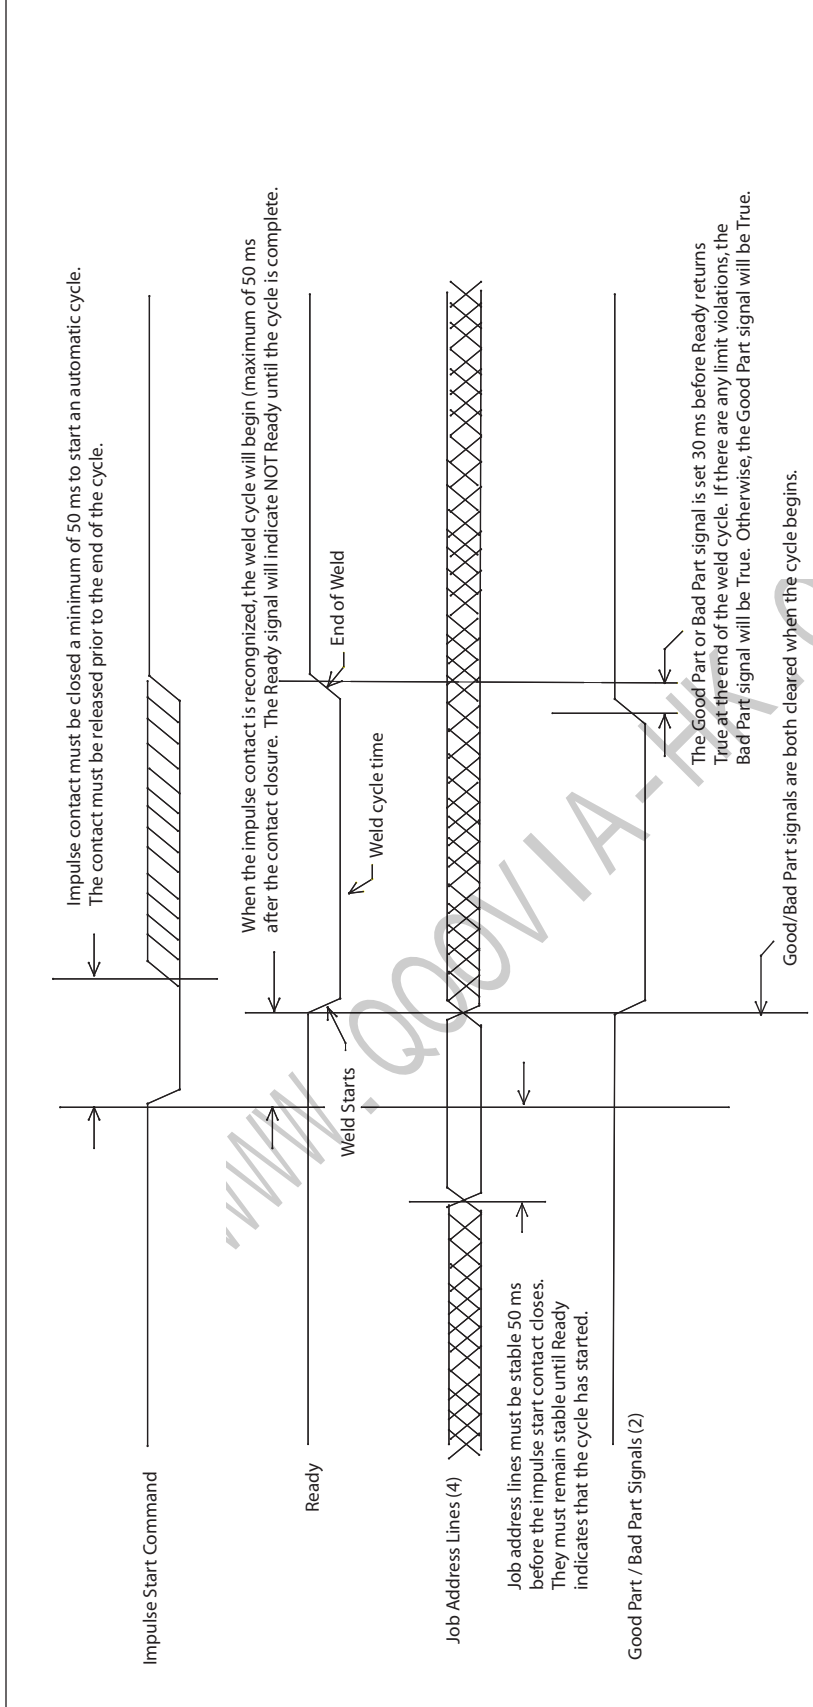 Impulse contact must be closed a minimum of 50 ms to start an automatic cycle.
The contact must be released prior to the end of the cycle.
Impulse Start Command
When the impulse contact is recongnized, the weld cycle will begin (maximum of 50 ms
after the contact closure. The Ready signal will indicate NOT Ready until the cycle is complete.
Ready
Weld Starts
Weld cycle time
End of Weld
Job Address Lines (4)
Job address lines must be stable 50 ms
before the impulse start contact closes.
They must remain stable until Ready
indicates that the cycle has started.
Good Part / Bad Part Signals (2)
The Good Part or Bad Part signal is set 30 ms before Ready returns
True at the end of the weld cycle. If there are any limit violations, the
Bad Part signal will be True. Otherwise, the Good Part signal will be True.
Good/Bad Part signals are both cleared when the cycle begins.
WWW.QOOVIA-HK.C